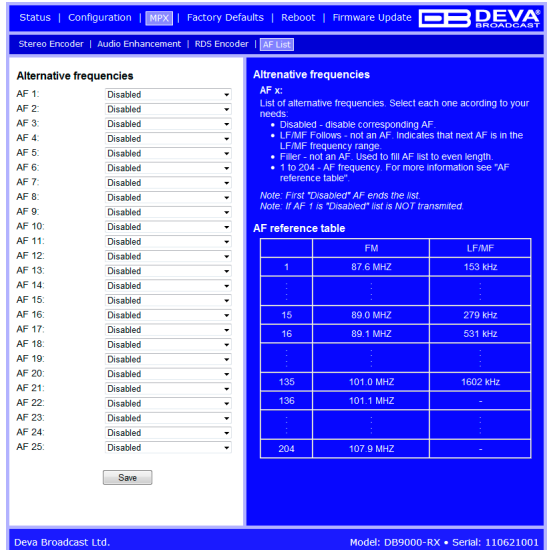 Status | Configuration | MPX | Factory Defaults | Reboot | Firmware Update
DEVA
BROADCAST
Stereo Encoder | Audio Enhancement | RDS Encoder | AF List
Alternative frequencies
AF 1: Disabled
AF 2: Disabled
AF 3: Disabled
AF 4: Disabled
AF 5: Disabled
AF 6: Disabled
AF 7: Disabled
AF 8: Disabled
AF 9: Disabled
AF 10: Disabled
AF 11: Disabled
AF 12: Disabled
AF 13: Disabled
AF 14: Disabled
AF 15: Disabled
AF 16: Disabled
AF 17: Disabled
AF 18: Disabled
AF 19: Disabled
AF 20: Disabled
AF 21: Disabled
AF 22: Disabled
AF 23: Disabled
AF 24: Disabled
AF 25: Disabled
Save
Altrenative frequencies
AF x:
List of alternative frequencies. Select each one acording to your
needs:
• Disabled - disable corresponding AF.
• LF/MF Follows - not an AF. Indicates that next AF is in the
LF/MF frequency range.
• Filler - not an AF. Used to fill AF list to even length.
• 1 to 204 - AF frequency. For more information see "AF
reference table".
Note: First "Disabled" AF ends the list.
Note: If AF 1 is "Disabled" list is NOT transmited.
AF reference table
FM LF/MF
1 87.6 MHZ 153 kHz
: : :
15 89.0 MHZ 279 kHz
16 89.1 MHZ 531 kHz
: : :
135 101.0 MHZ 1602 kHz
136 101.1 MHZ -
: : :
204 107.9 MHZ -
Deva Broadcast Ltd.
Model: DB9000-RX • Serial: 110621001